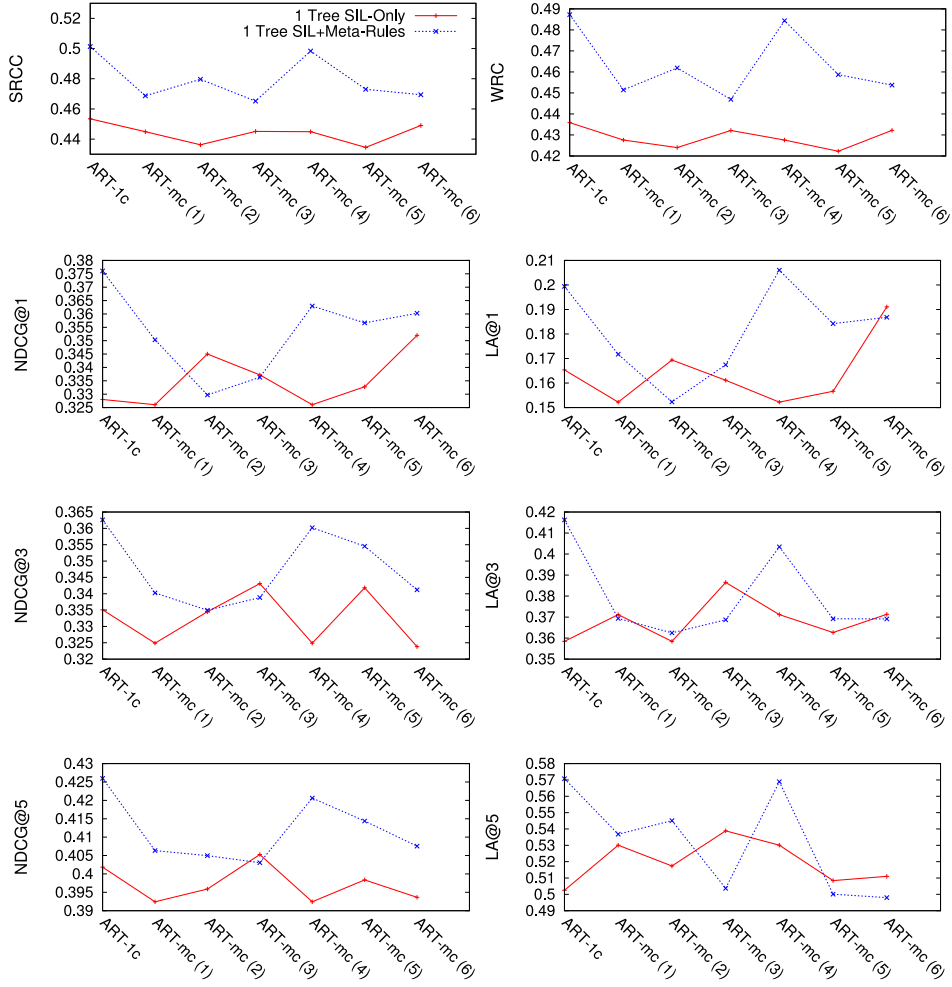 1 Tree SIL-Only
1 Tree SIL+Meta-Rules
SRCC
0.52
0.5
0.48
0.46
0.44
ART-1c
ART-mc (1)
ART-mc (2)
ART-mc (3)
ART-mc (4)
ART-mc (5)
ART-mc (6)
WRC
0.49
0.48
0.47
0.46
0.45
0.44
0.43
0.42
ART-1c
ART-mc (1)
ART-mc (2)
ART-mc (3)
ART-mc (4)
ART-mc (5)
ART-mc (6)
NDCG@1
0.38
0.375
0.37
0.365
0.36
0.355
0.35
0.345
0.34
0.335
0.33
0.325
ART-1c
ART-mc (1)
ART-mc (2)
ART-mc (3)
ART-mc (4)
ART-mc (5)
ART-mc (6)
LA@1
0.21
0.2
0.19
0.18
0.17
0.16
0.15
ART-1c
ART-mc (1)
ART-mc (2)
ART-mc (3)
ART-mc (4)
ART-mc (5)
ART-mc (6)
NDCG@3
0.365
0.36
0.355
0.35
0.345
0.34
0.335
0.33
0.325
0.32
ART-1c
ART-mc (1)
ART-mc (2)
ART-mc (3)
ART-mc (4)
ART-mc (5)
ART-mc (6)
LA@3
0.42
0.41
0.4
0.39
0.38
0.37
0.36
0.35
ART-1c
ART-mc (1)
ART-mc (2)
ART-mc (3)
ART-mc (4)
ART-mc (5)
ART-mc (6)
NDCG@5
0.43
0.425
0.42
0.415
0.41
0.405
0.4
0.395
0.39
ART-1c
ART-mc (1)
ART-mc (2)
ART-mc (3)
ART-mc (4)
ART-mc (5)
ART-mc (6)
LA@5
0.58
0.57
0.56
0.55
0.54
0.53
0.52
0.51
0.5
0.49
ART-1c
ART-mc (1)
ART-mc (2)
ART-mc (3)
ART-mc (4)
ART-mc (5)
ART-mc (6)